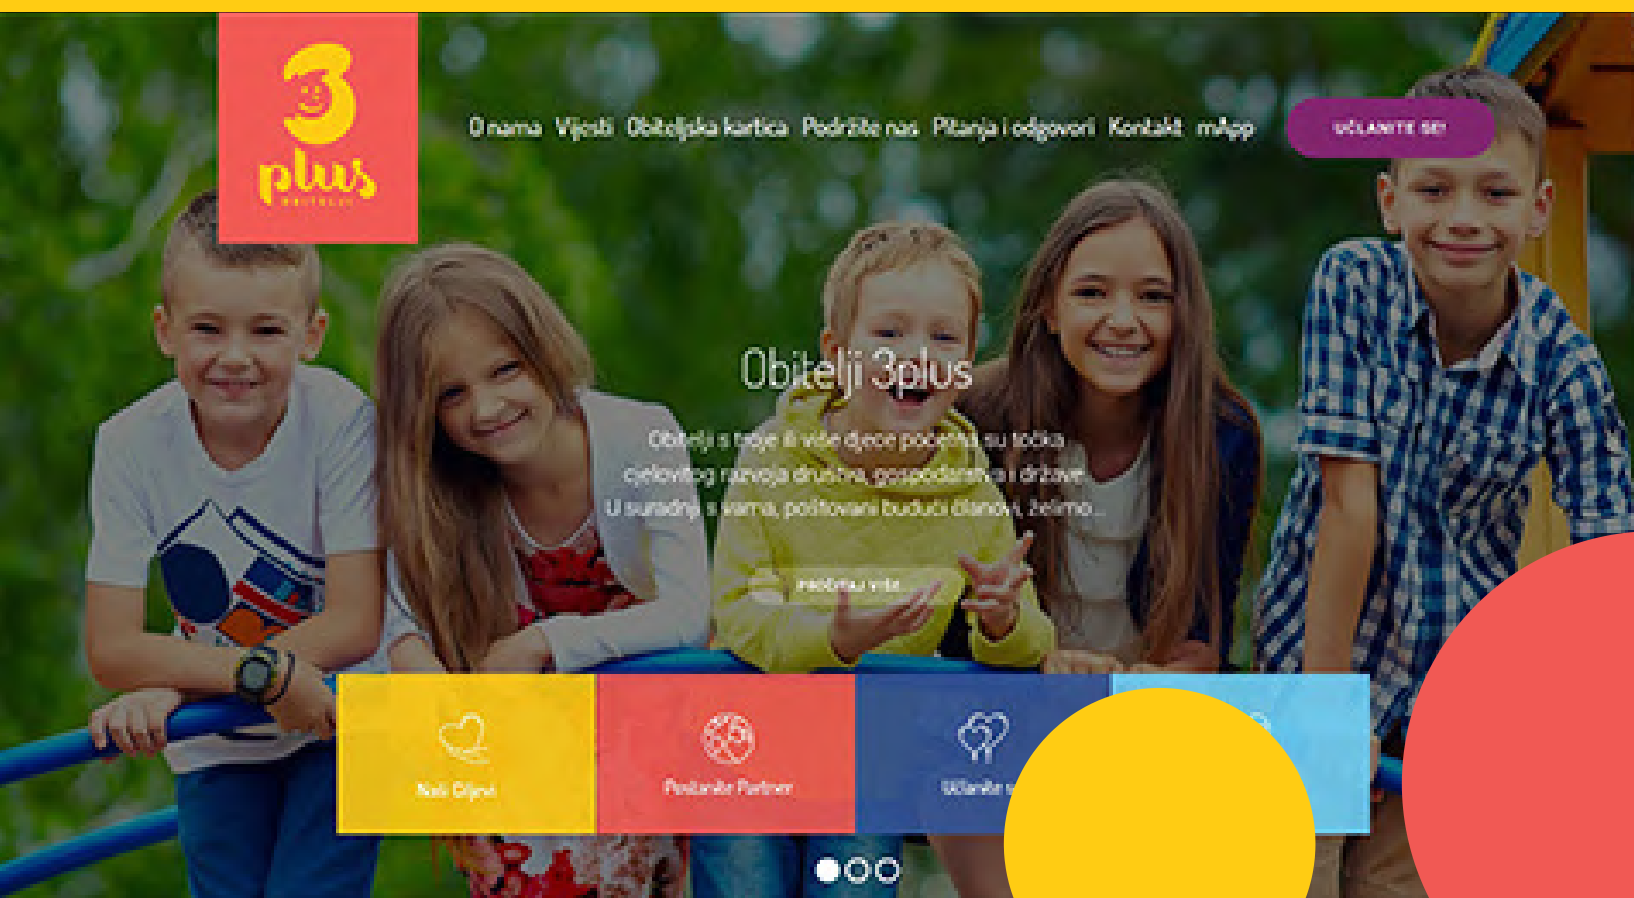 3
plus
OBITELJI
O nama Vijesti Obiteljska kartica Podržite nas Pitanja i odgovori Kontakt mApp
UČLANITE SE!
Obitelji 3plus
Obitelji s troje ili više djece početna su točka
cjelovitog razvoja društva, gospodarstva i države.
U suradnji s vama, poštovani budući članovi, želimo...
PROČITAJ VIŠE
Naši Ciljevi
Postanite Partner
Učlanite